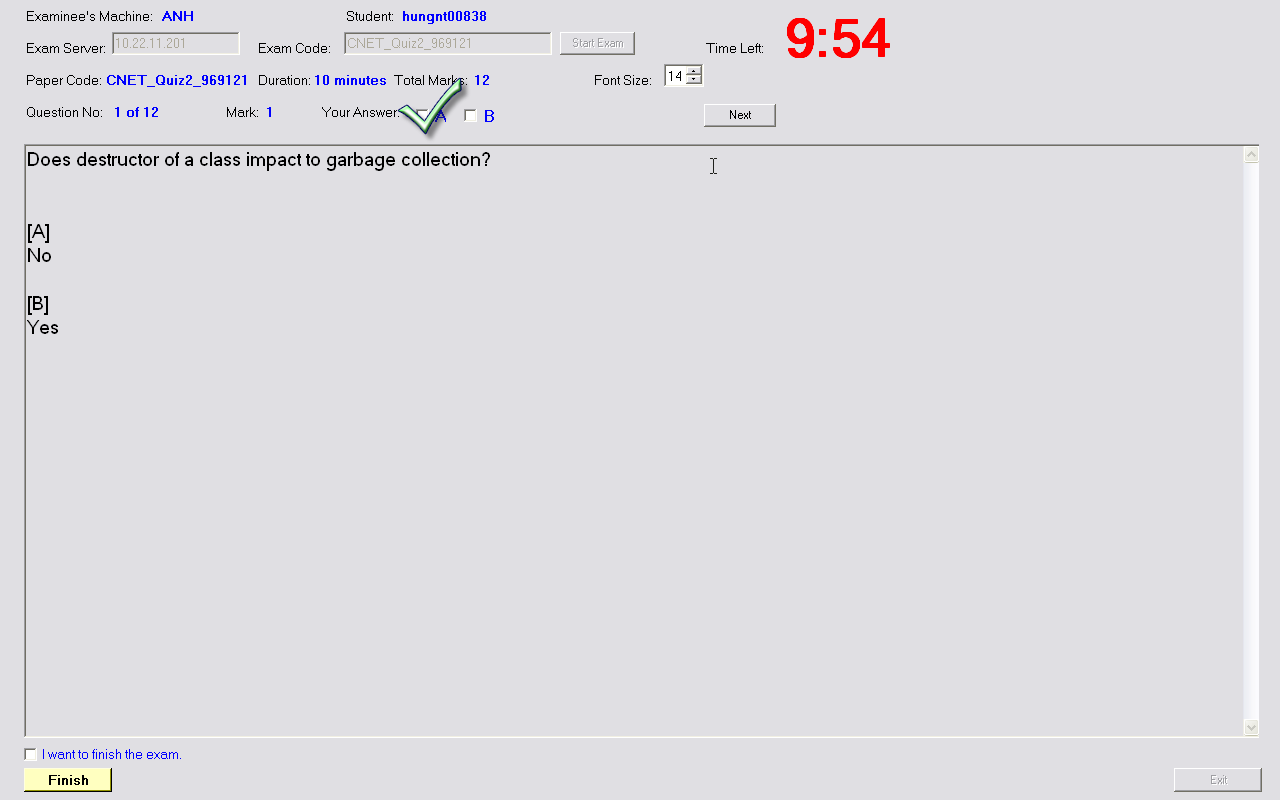 Examinee's Machine: ANH Student: hungnt00838
Exam Server: 10.22.11.201 Exam Code: CNET_Quiz2_969121 Start Exam Time Left: 9:54
Paper Code: CNET_Quiz2_969121 Duration: 10 minutes Total Marks: 12 Font Size: 14
Question No: 1 of 12 Mark: 1 Your Answer: A B Next
Does destructor of a class impact to garbage collection?
[A]
No
[B]
Yes
I want to finish the exam.
Finish Exit